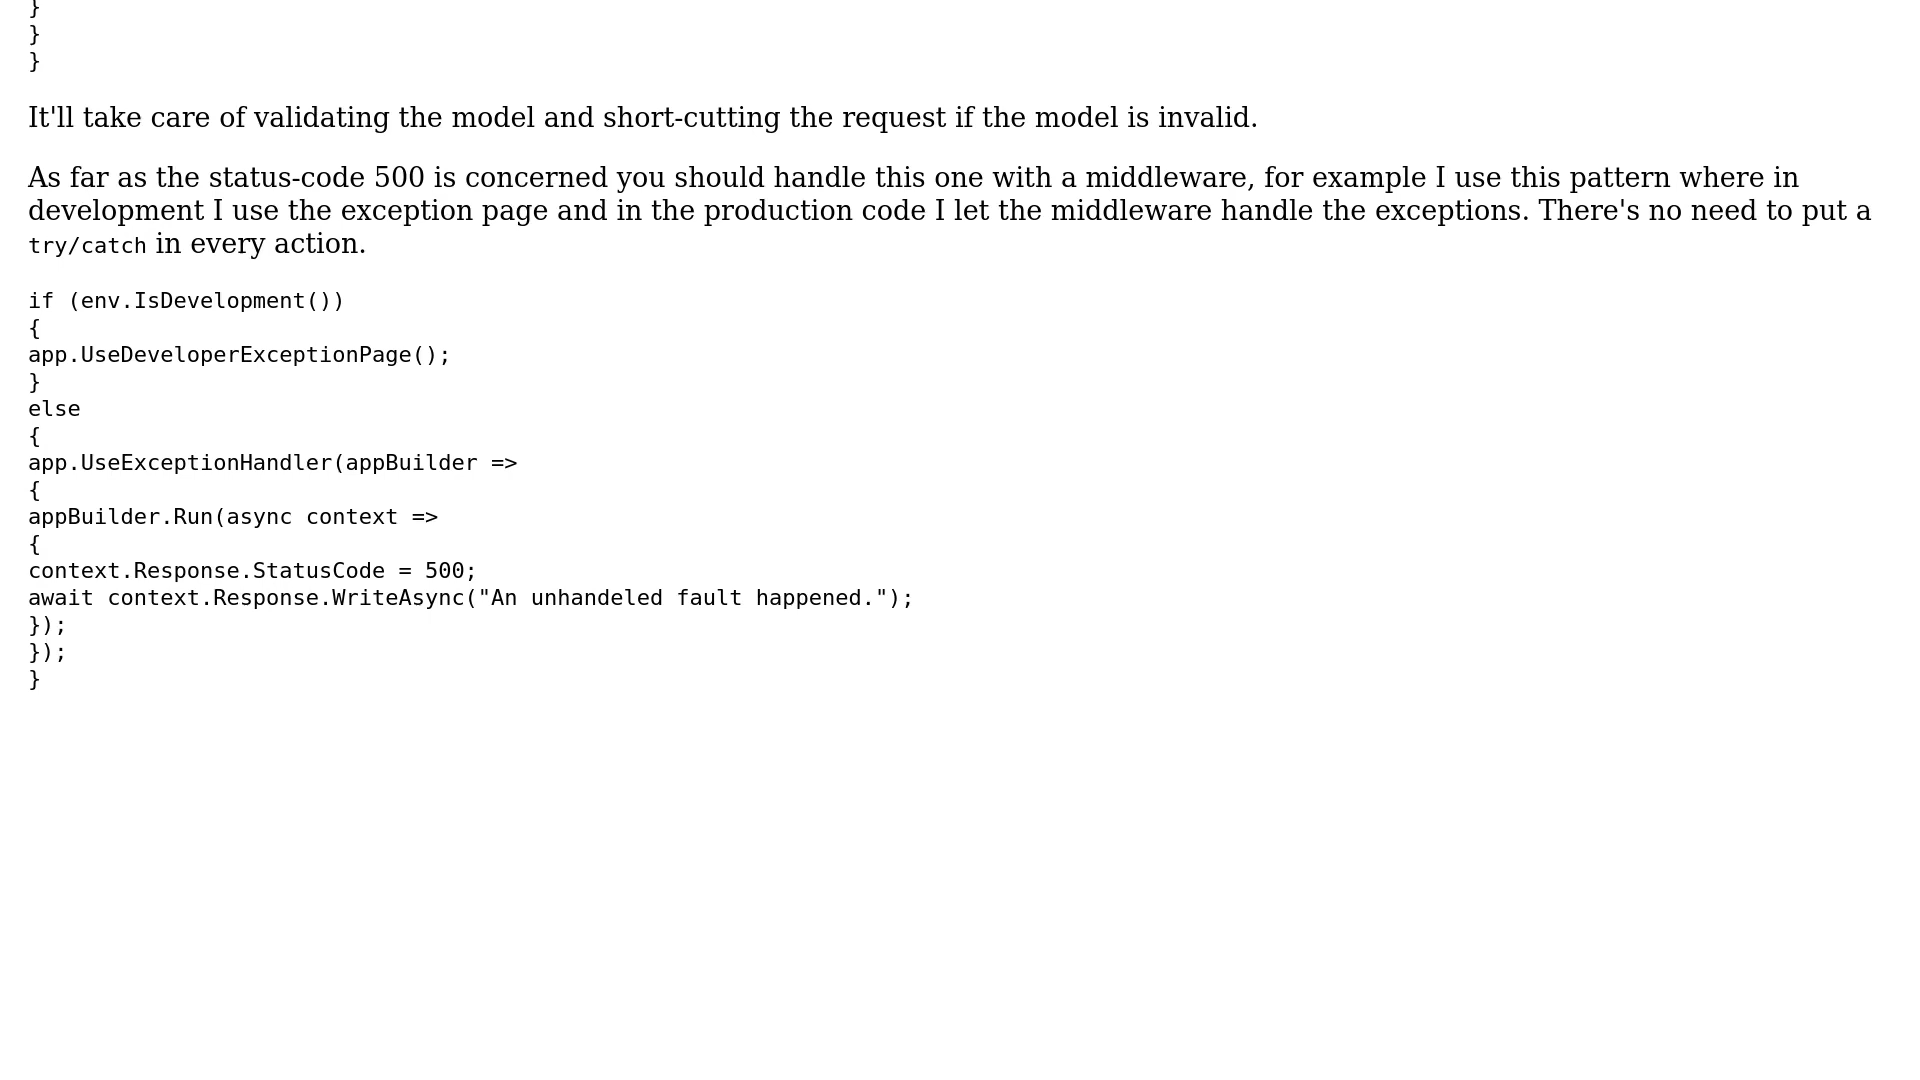 }
}
}
It'll take care of validating the model and short-cutting the request if the model is invalid.
As far as the status-code 500 is concerned you should handle this one with a middleware, for example I use this pattern where in
development I use the exception page and in the production code I let the middleware handle the exceptions. There's no need to put a
try/catch in every action.
if (env.IsDevelopment())
{
app.UseDeveloperExceptionPage();
}
else
{
app.UseExceptionHandler(appBuilder =>
{
appBuilder.Run(async context =>
{
context.Response.StatusCode = 500;
await context.Response.WriteAsync("An unhandeled fault happened.");
});
});
}